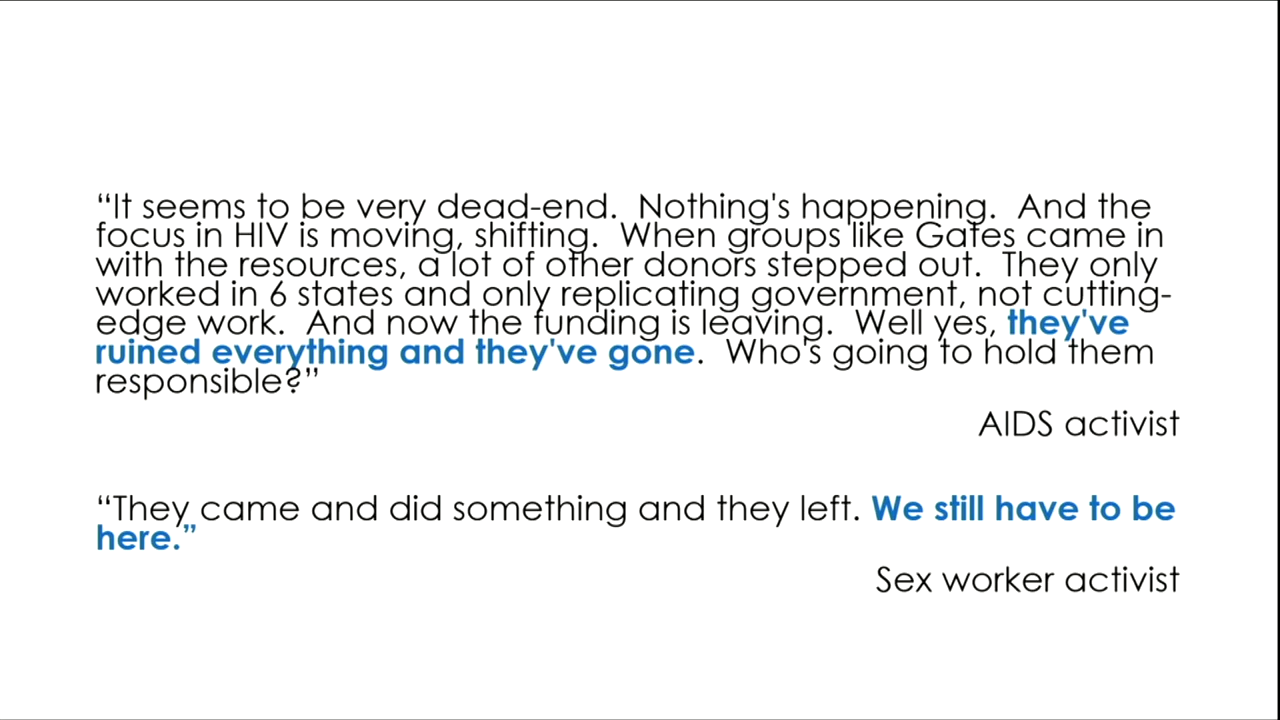 “It seems to be very dead-end.  Nothing's happening.  And the
focus in HIV is moving, shifting.  When groups like Gates came in
with the resources, a lot of other donors stepped out.  They only
worked in 6 states and only replicating government, not cutting-
edge work.  And now the funding is leaving.  Well yes, they've
ruined everything and they've gone.  Who's going to hold them
responsible?”
AIDS activist
“They came and did something and they left. We still have to be
here.”
Sex worker activist